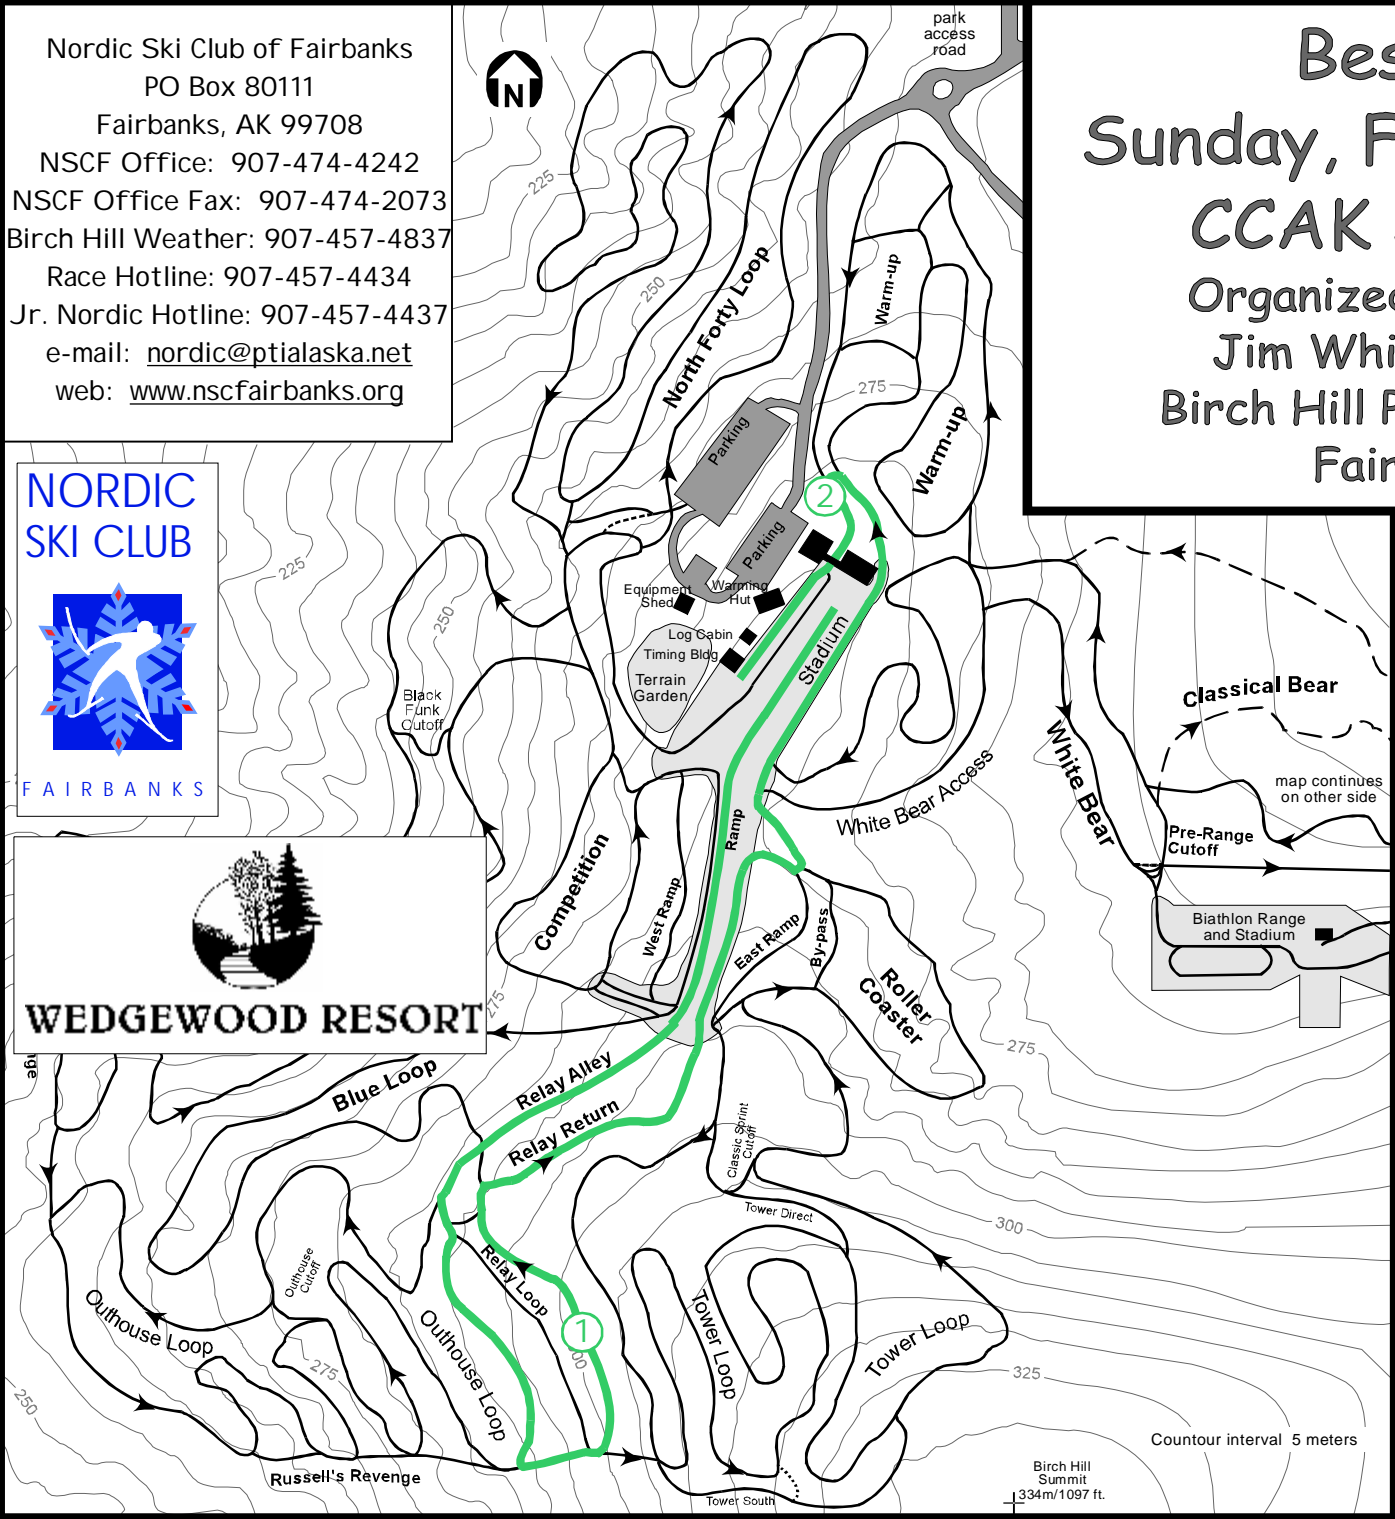 Nordic Ski Club of Fairbanks
PO Box 80111
Fairbanks, AK 99708
NSCF Office: 907-474-4242
NSCF Office Fax: 907-474-2073
Birch Hill Weather: 907-457-4837
Race Hotline: 907-457-4434
Jr. Nordic Hotline: 907-457-4437
e-mail: nordic@ptialaska.net
web: www.nscfairbanks.org
N
park
access
road
Bes
Sunday, F
CCAK
Organized
Jim Whi
Birch Hill P
Fair
NORDIC
SKI CLUB
FAIRBANKS
WEDGEWOOD RESORT
225
250
North Forty Loop
Warm-up
275
Warm-up
Parking
Parking
2
225
250
Equipment
Shed
Warming
Hut
Log Cabin
Timing Bldg
Terrain
Garden
Stadium
Black
Funk
Cutoff
Classical Bear
White Bear
map continues
on other side
White Bear Access
Pre-Range
Cutoff
Ramp
Competition
West Ramp
East Ramp
By-pass
Roller
Coaster
Biathlon Range
and Stadium
275
275
nge
Blue Loop
Relay Alley
Relay Return
Classic Sprint
Cutoff
Tower Direct
300
Outhouse
Cutoff
Relay Loop
Outhouse Loop
Outhouse Loop
1
00
Tower Loop
Tower Loop
275
325
250
Russell's Revenge
Tower South
Countour interval 5 meters
Birch Hill
Summit
334m/1097 ft.